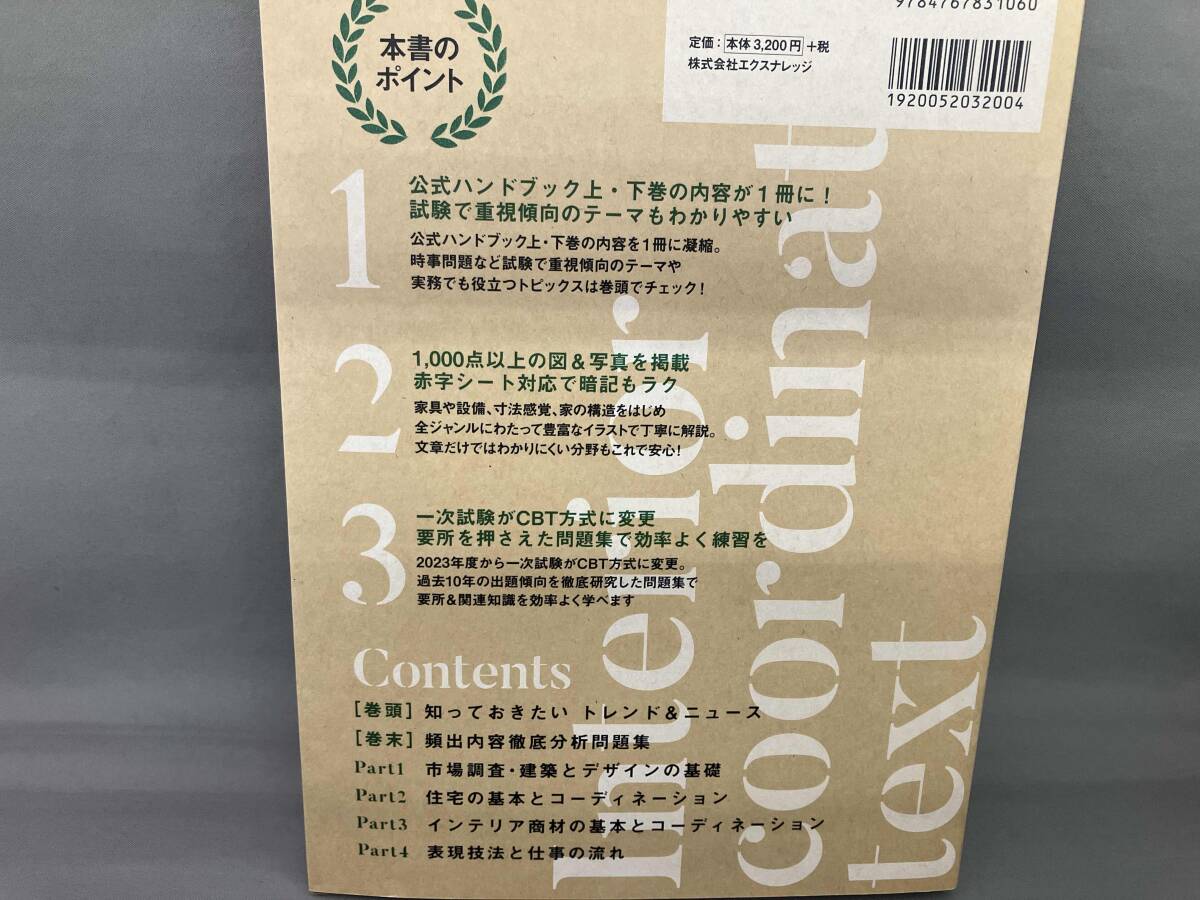 9784767831060
定価：本体3,200円＋税
株式会社エクスナレッジ
1920052032004
本書の
ポイント
1
公式ハンドブック上・下巻の内容が1冊に！
試験で重視傾向のテーマもわかりやすい
公式ハンドブック上・下巻の内容を1冊に凝縮。
時事問題など試験で重視傾向のテーマや
実務でも役立つトピックスは巻頭でチェック！
2
1,000点以上の図＆写真を掲載
赤字シート対応で暗記もラク
家具や設備、寸法感覚、家の構造をはじめ
全ジャンルにわたって豊富なイラストで丁寧に解説。
文章だけではわかりにくい分野もこれで安心！
3
一次試験がCBT方式に変更
要所を押さえた問題集で効率よく練習を
2023年度から一次試験がCBT方式に変更。
過去10年の出題傾向を徹底研究した問題集で
要所＆関連知識を効率よく学べます
Contents
［巻頭］知っておきたい トレンド＆ニュース
［巻末］頻出内容徹底分析問題集
Part1 市場調査・建築とデザインの基礎
Part2 住宅の基本とコーディネーション
Part3 インテリア商材の基本とコーディネーション
Part4 表現技法と仕事の流れ
Interior
coordinat
text